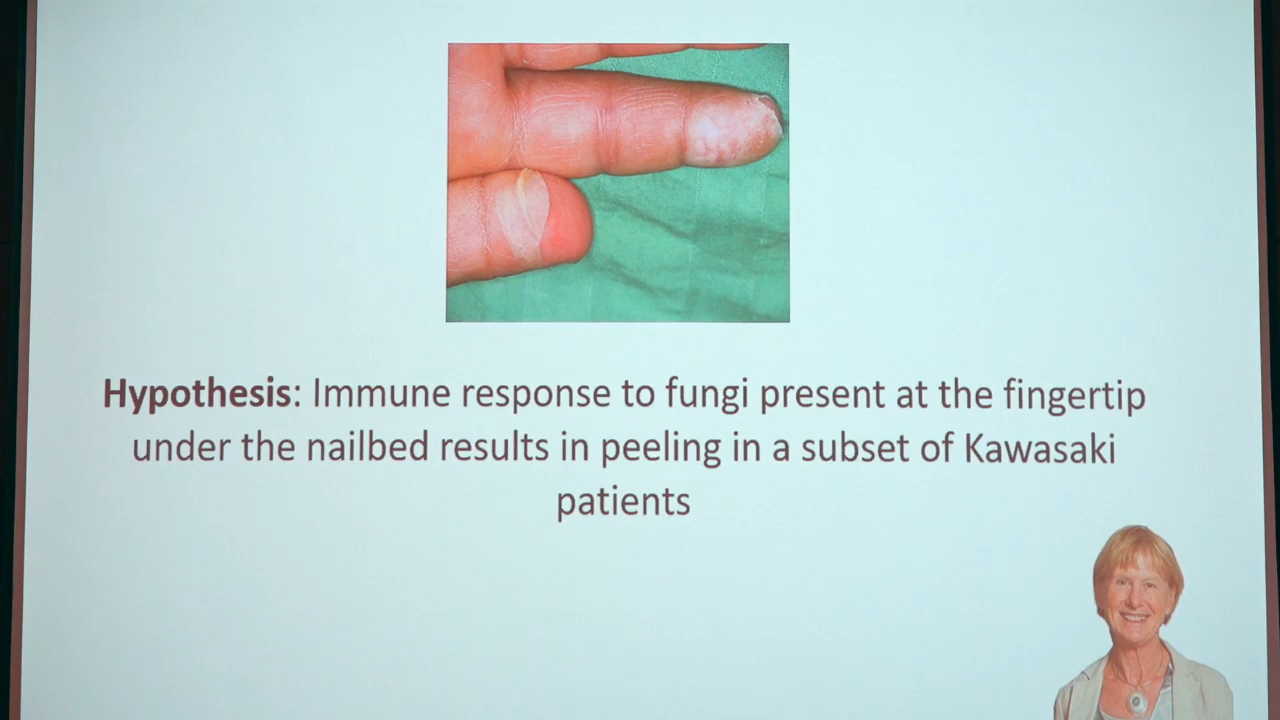 Hypothesis: Immune response to fungi present at the fingertip
under the nailbed results in peeling in a subset of Kawasaki
patients